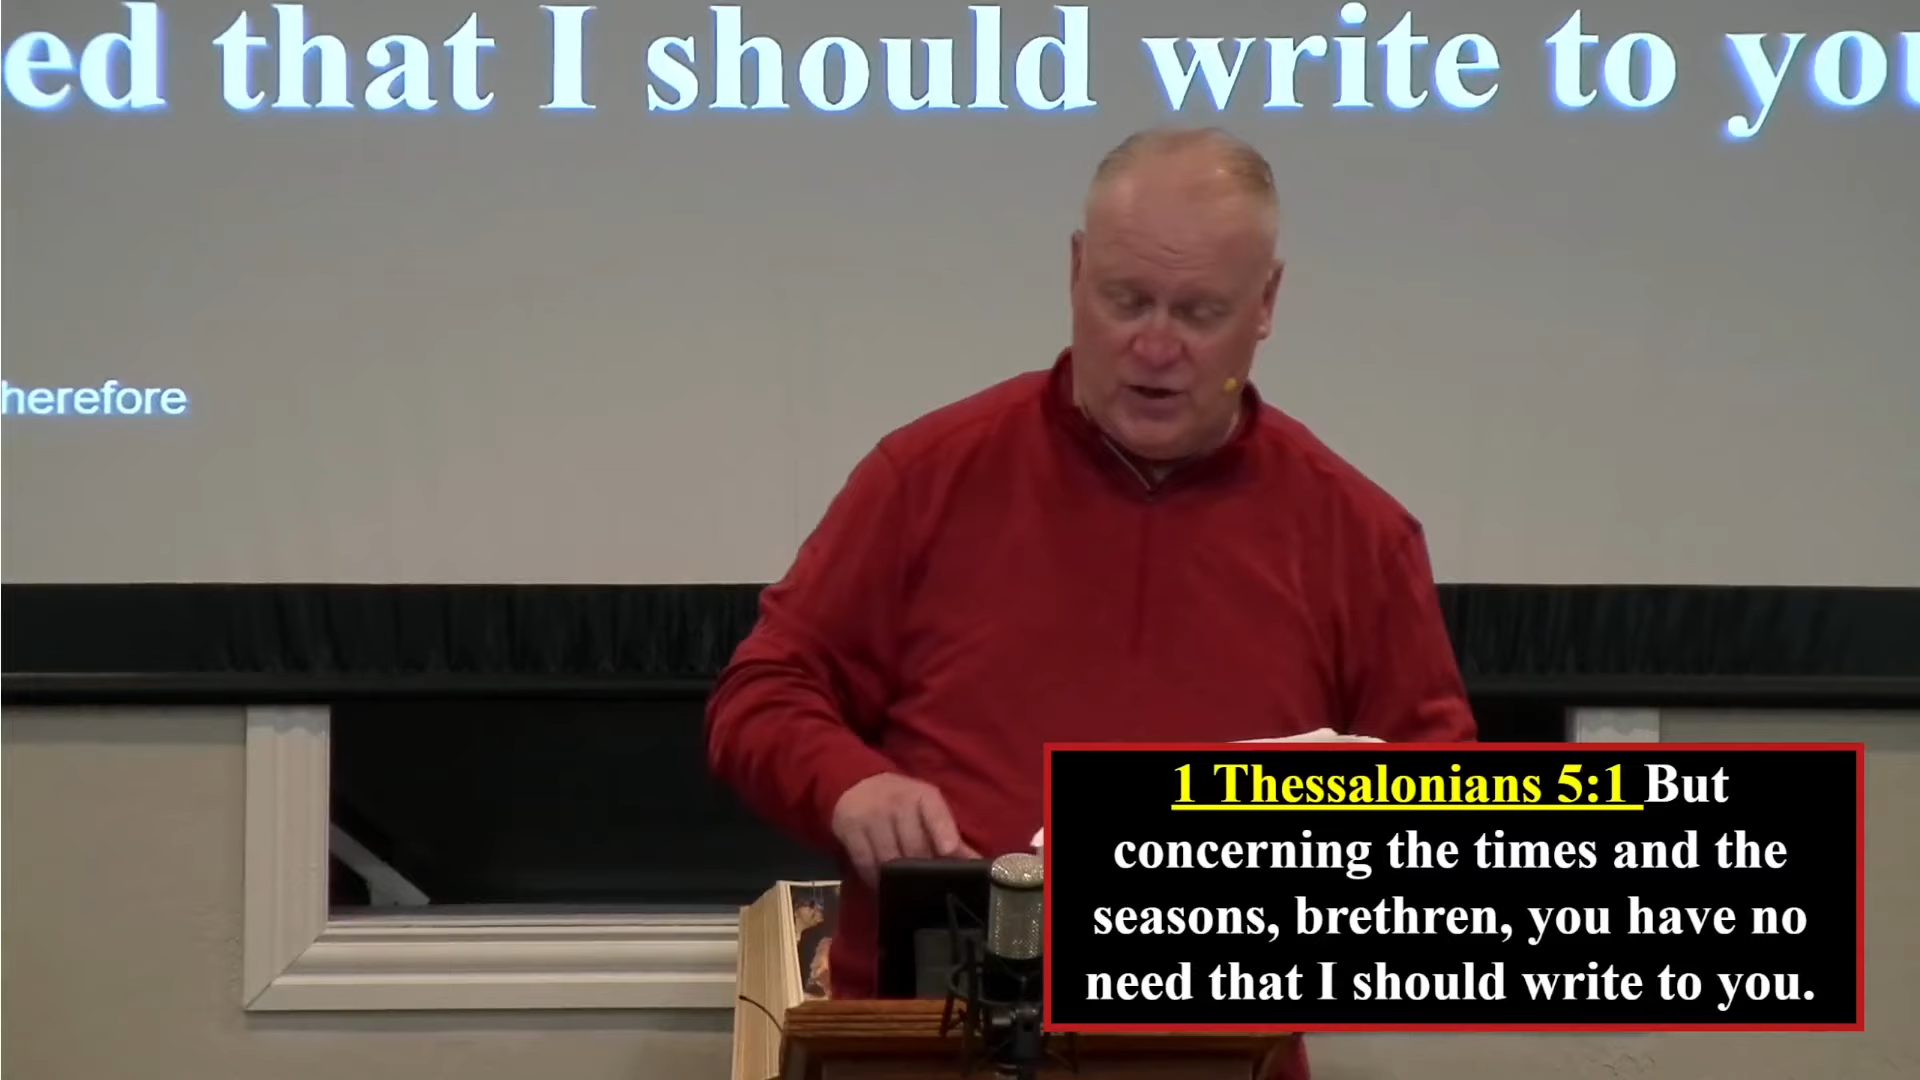 ed that I should write to you
herefore
1 Thessalonians 5:1 But
concerning the times and the
seasons, brethren, you have no
need that I should write to you.